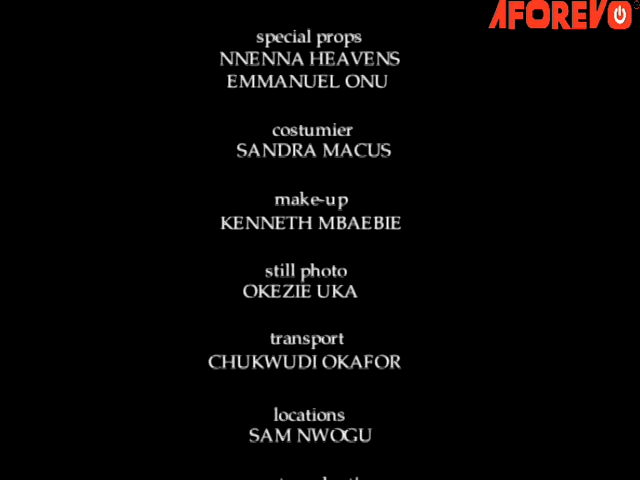 AFOREVO
special props
NNENNA HEAVENS
EMMANUEL ONU
costumier
SANDRA MACUS
make-up
KENNETH MBAEBIE
still photo
OKEZIE UKA
transport
CHUKWUDI OKAFOR
locations
SAM NWOGU